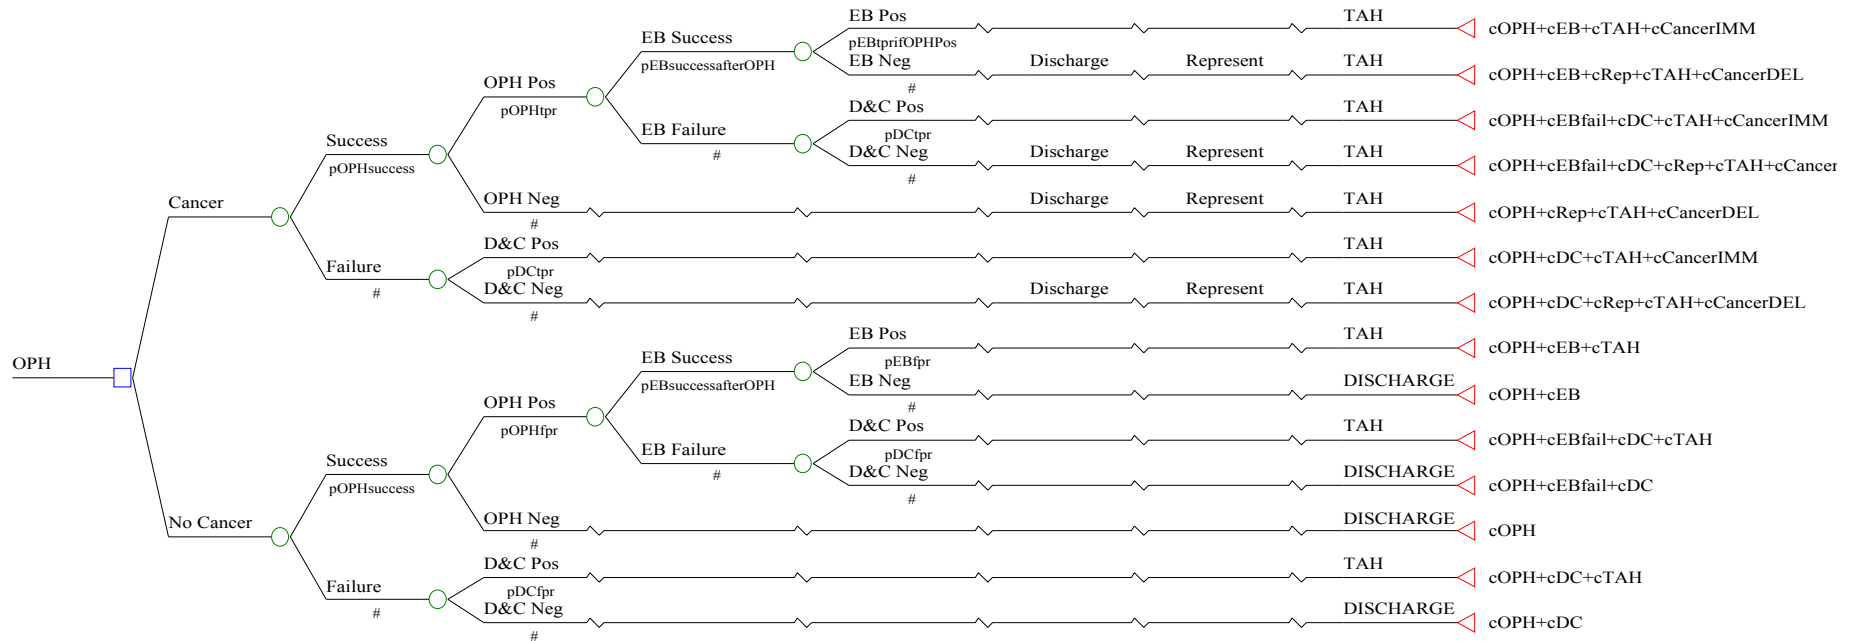 EB Pos TAH cOPH+cEB+cTAH+cCancerIMM
EB Success pEBtprifOPHPos
pEBsuccessafterOPH EB Neg Discharge Represent TAH cOPH+cEB+cRep+cTAH+cCancerDEL
#
OPH Pos D&C Pos TAH cOPH+cEBfail+cDC+cTAH+cCancerIMM
pOPHtpr EB Failure pDCtpr
# D&C Neg Discharge Represent TAH cOPH+cEBfail+cDC+cRep+cTAH+cCancer
#
Success
pOPHsuccess
OPH Neg Discharge Represent TAH cOPH+cRep+cTAH+cCancerDEL
#
Cancer
D&C Pos TAH cOPH+cDC+cTAH+cCancerIMM
Failure pDCtpr
# D&C Neg Discharge Represent TAH cOPH+cDC+cRep+cTAH+cCancerDEL
#
OPH
EB Pos TAH cOPH+cEB+cTAH
EB Success pEBfpr
pEBsuccessafterOPH EB Neg DISCHARGE cOPH+cEB
#
OPH Pos D&C Pos TAH cOPH+cEBfail+cDC+cTAH
pOPHfpr EB Failure pDCfpr
# D&C Neg DISCHARGE cOPH+cEBfail+cDC
#
Success
pOPHsuccess
OPH Neg DISCHARGE cOPH
#
No Cancer
D&C Pos TAH cOPH+cDC+cTAH
Failure pDCfpr
# D&C Neg DISCHARGE cOPH+cDC
#